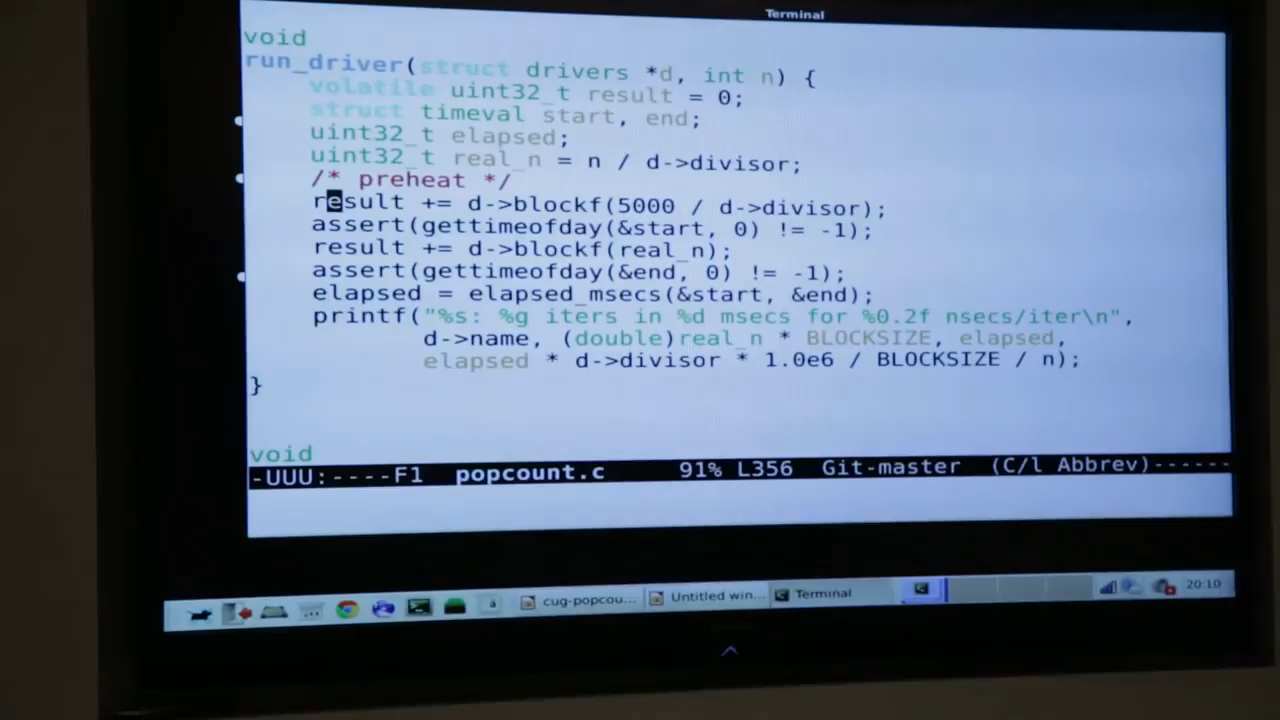 Terminal
void
run_driver(struct drivers *d, int n) {
volatile uint32_t result = 0;
struct timeval start, end;
uint32_t elapsed;
uint32_t real_n = n / d->divisor;
/* preheat */
result += d->blockf(5000 / d->divisor);
assert(gettimeofday(&start, 0) != -1);
result += d->blockf(real_n);
assert(gettimeofday(&end, 0) != -1);
elapsed = elapsed_msecs(&start, &end);
printf("%s: %g iters in %d msecs for %0.2f nsecs/iter\n",
d->name, (double)real_n * BLOCKSIZE, elapsed,
elapsed * d->divisor * 1.0e6 / BLOCKSIZE / n);
}
void
-UUU:----F1 popcount.c 91% L356 Git-master (C/l Abbrev)------
cug-popcou... Untitled win... Terminal 20:10